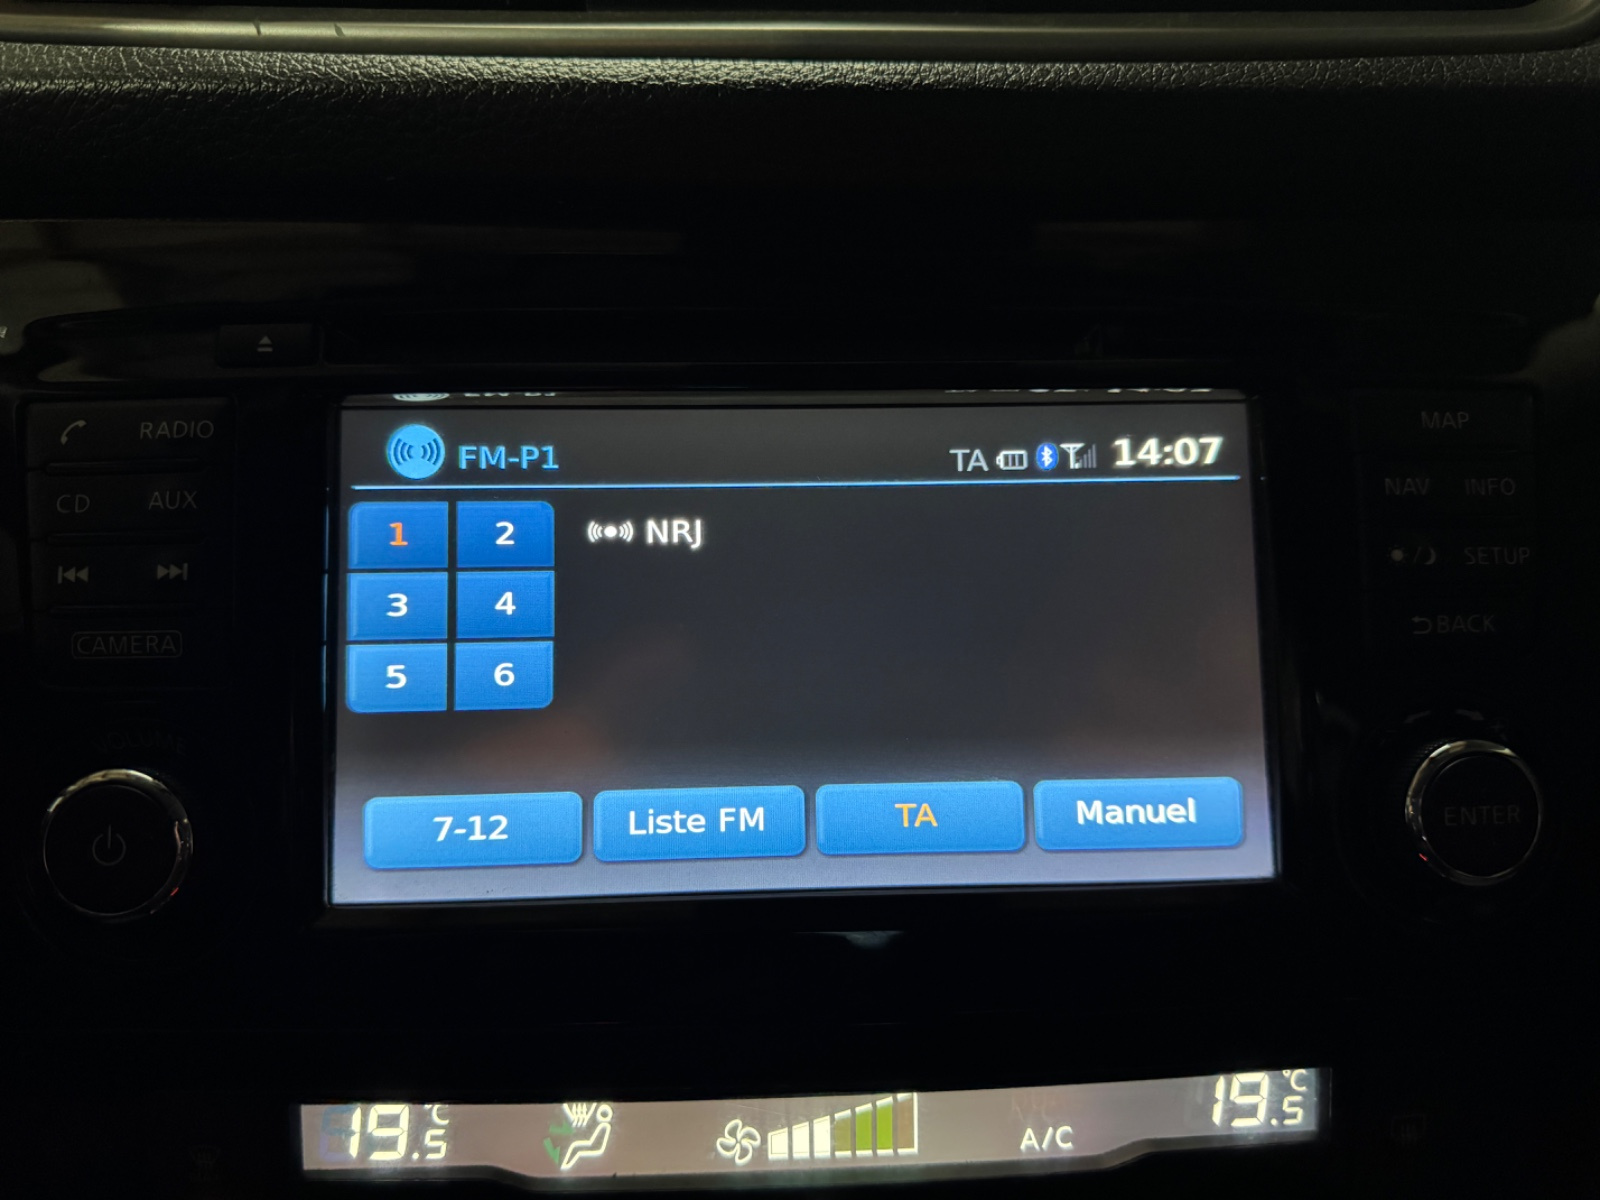 RADIO
CD AUX
CAMERA
VOLUME
FM-P1
TA 14:07
1 2 NRJ
3 4
5 6
7-12 Liste FM TA Manuel
MAP
NAV INFO
SETUP
BACK
ENTER
19.5 °C
A/C
19.5 °C